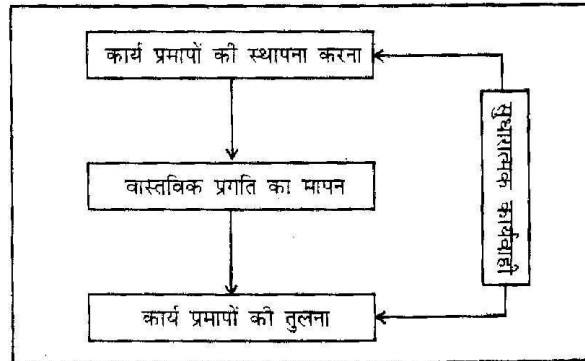 कार्य प्रमापों की स्थापना करना
वास्तविक प्रगति का मापन
कार्य प्रमापों की तुलना
सुधारात्मक कार्यवाही